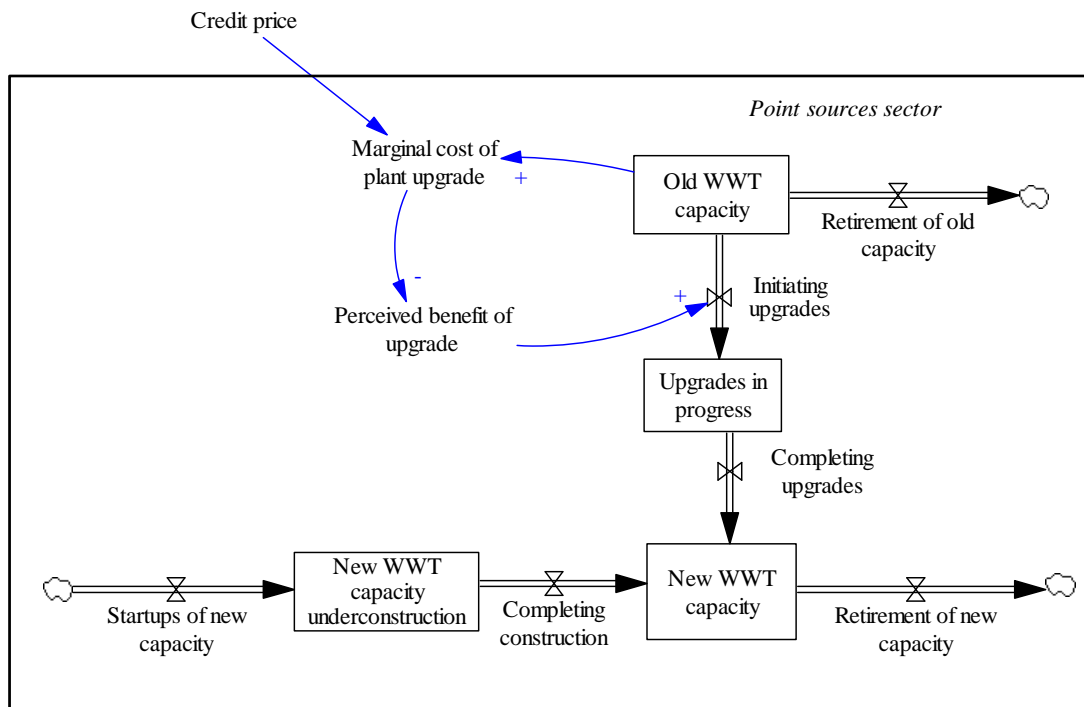 Credit price
Point sources sector
Marginal cost of
plant upgrade
+
Old WWT
capacity
Retirement of old
capacity
-
+
Initiating
upgrades
Perceived benefit of
upgrade
Upgrades in
progress
Completing
upgrades
New WWT
capacity
underconstruction
New WWT
capacity
Startups of new
capacity
Completing
construction
Retirement of new
capacity